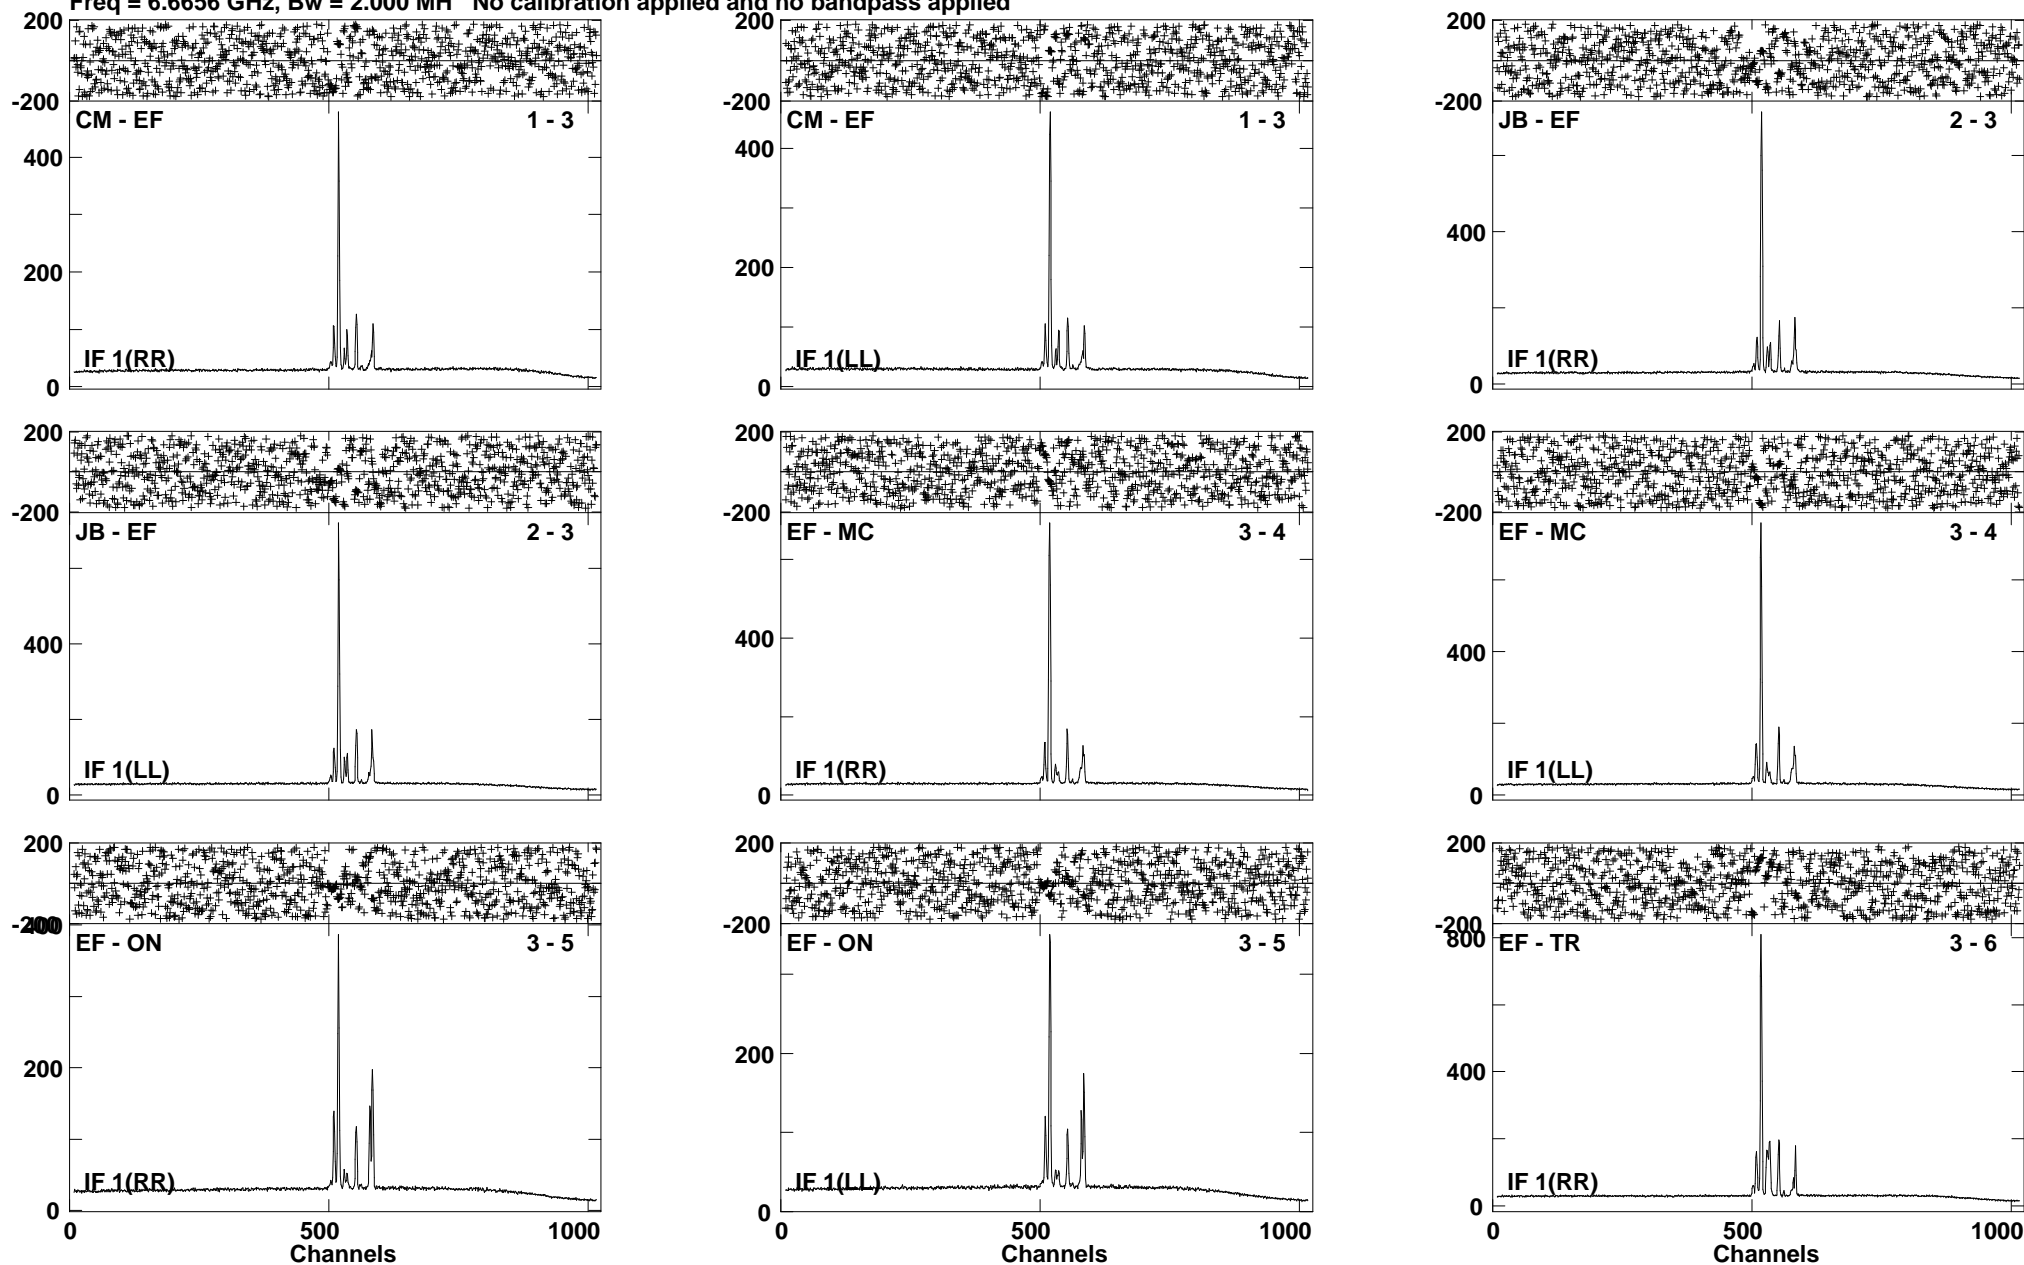 Freq = 6.6656 GHz, Bw = 2.000 MH No calibration applied and no bandpass applied
200 200 200
-200 -200 -200
CM - EF 1 - 3 CM - EF 1 - 3 JB - EF 2 - 3
400 400 400
200 200
IF 1(RR) IF 1(LL) IF 1(RR)
0 0 0
200 200 200
-200 -200 -200
JB - EF 2 - 3 EF - MC 3 - 4 EF - MC 3 - 4
400 400 400
IF 1(LL) IF 1(RR) IF 1(LL)
0 0 0
200 200 200
-200 -200 -200
400 800
EF - ON 3 - 5 EF - ON 3 - 5 EF - TR 3 - 6
200 200 400
IF 1(RR) IF 1(LL) IF 1(RR)
0 0 0
0 500 1000 0 500 1000 0 500 1000
Channels Channels Channels